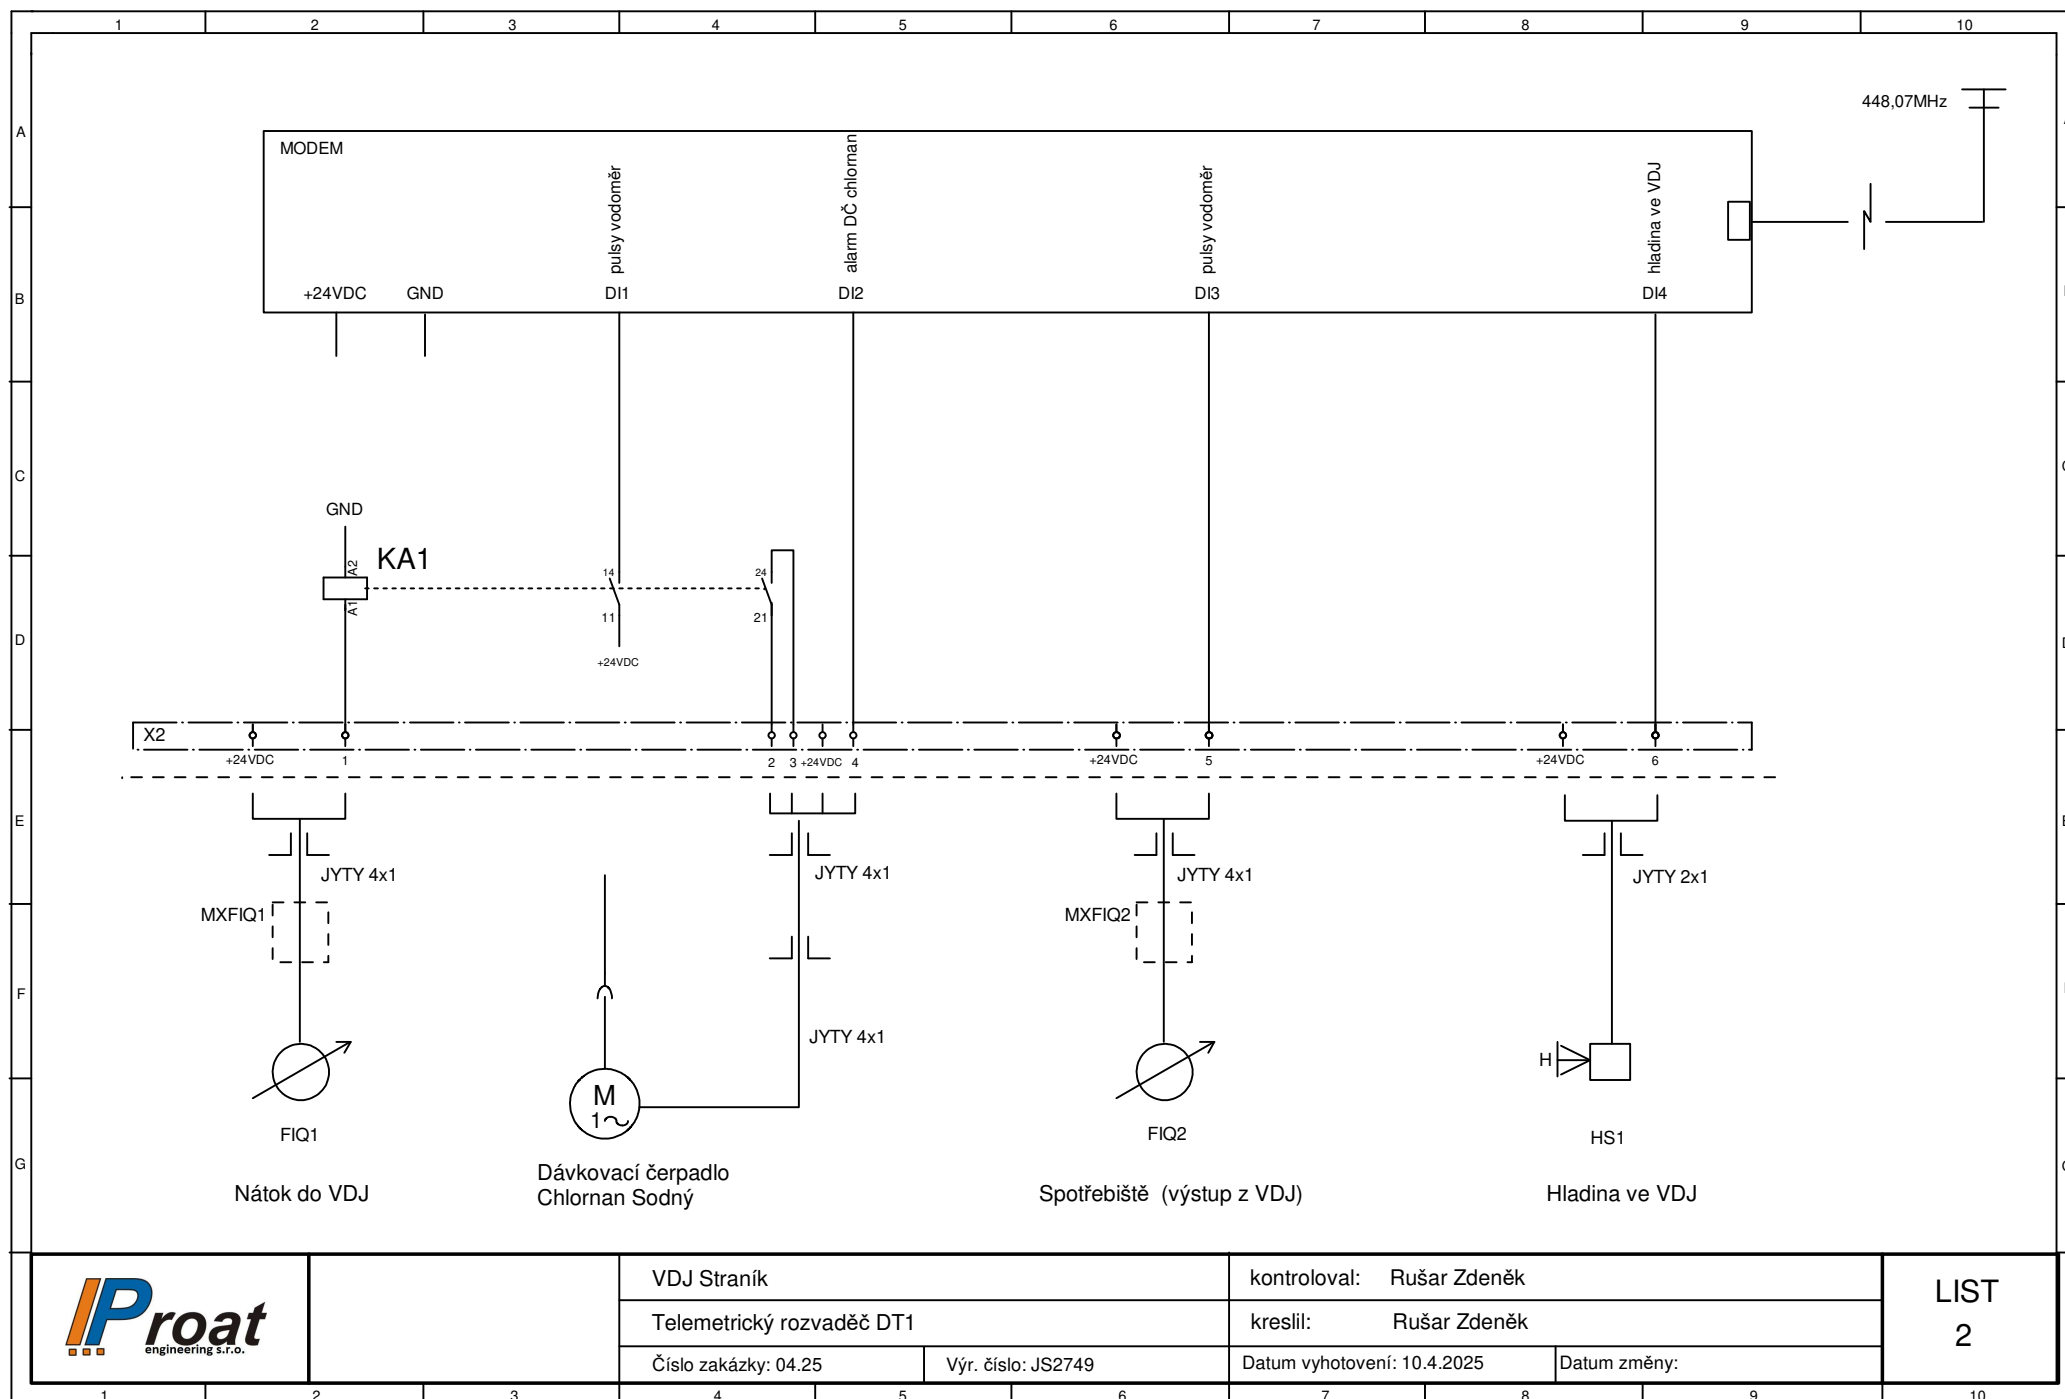 1 2 3 4 5 6 7 8 9 10
448,07MHz
A
MODEM
pulsy vodoměr
alarm DČ chlornan
pulsy vodoměr
hladina ve VDJ
B
+24VDC GND DI1 DI2 DI3 DI4
C
GND
KA1
A2
A1
14
11
+24VDC
24
21
D
X2
+24VDC 1 2 3 +24VDC 4 +24VDC 5 +24VDC 6
E
JYTY 4x1 JYTY 4x1 JYTY 4x1 JYTY 2x1
MXFIQ1 MXFIQ2
F
JYTY 4x1
H
M
1
FIQ1 FIQ2 HS1
G
Nátok do VDJ
Dávkovací čerpadlo
Chlornan Sodný
Spotřebiště (výstup z VDJ)
Hladina ve VDJ
Proat
engineering s.r.o.
VDJ Straník
Telemetrický rozvaděč DT1
Číslo zakázky: 04.25 Výr. číslo: JS2749
kontroloval: Rušar Zdeněk
kreslil: Rušar Zdeněk
Datum vyhotovení: 10.4.2025 Datum změny:
LIST
2
1 2 3 4 5 6 7 8 9 10